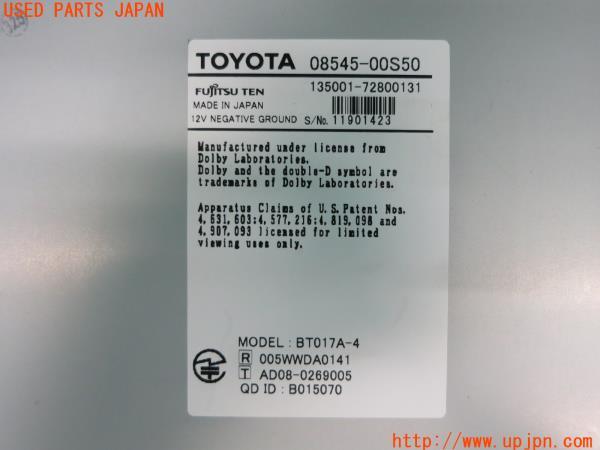 USED PARTS JAPAN
TOYOTA 08545-00S50
FUJITSU TEN 135001-72800131
MADE IN JAPAN
12V NEGATIVE GROUND S/No. 11901423
Manufactured under license from
Dolby Laboratories.
Dolby and the double-D symbol are
trademarks of Dolby Laboratories.
Apparatus Claims of U.S. Patent Nos.
4,631,603;4,577,216;4,819,098 and
4,907,093 licensed for limited
viewing uses only.
MODEL : BT017A-4
R 005WWDA0141
T AD08-0269005
QD ID : B015070
http://www.upjpn.com/